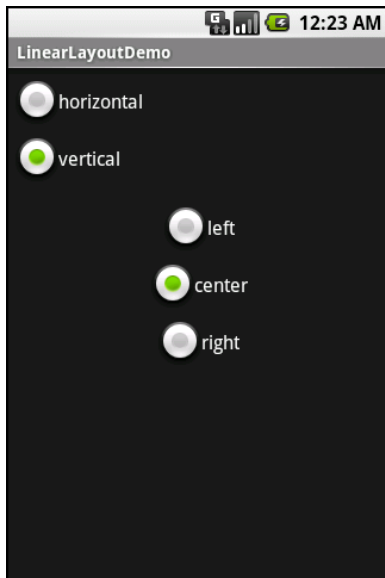 G 12:23 AM
LinearLayoutDemo
horizontal
vertical
left
center
right